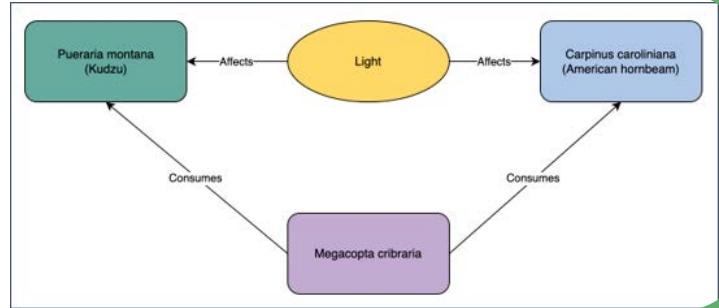 Pueraria montana
(Kudzu)
Affects
Light
Affects
Carpinus caroliniana
(American hornbeam)
Consumes
Consumes
Megacopta cribraria